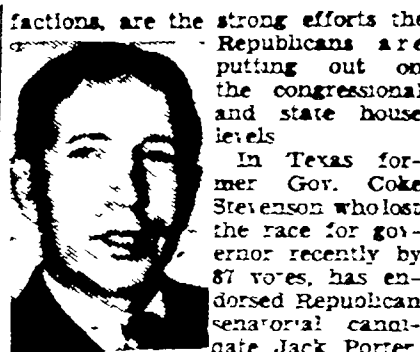 factions, are the strong efforts the
Republicans are
putting out on
the congressional
and state house
levels
In Texas for-
mer Gov. Coke
Stevenson who lost
the race for gov-
ernor recently by
87 votes, has en-
dorsed Republican
senatorial candi-
date Jack Porter.